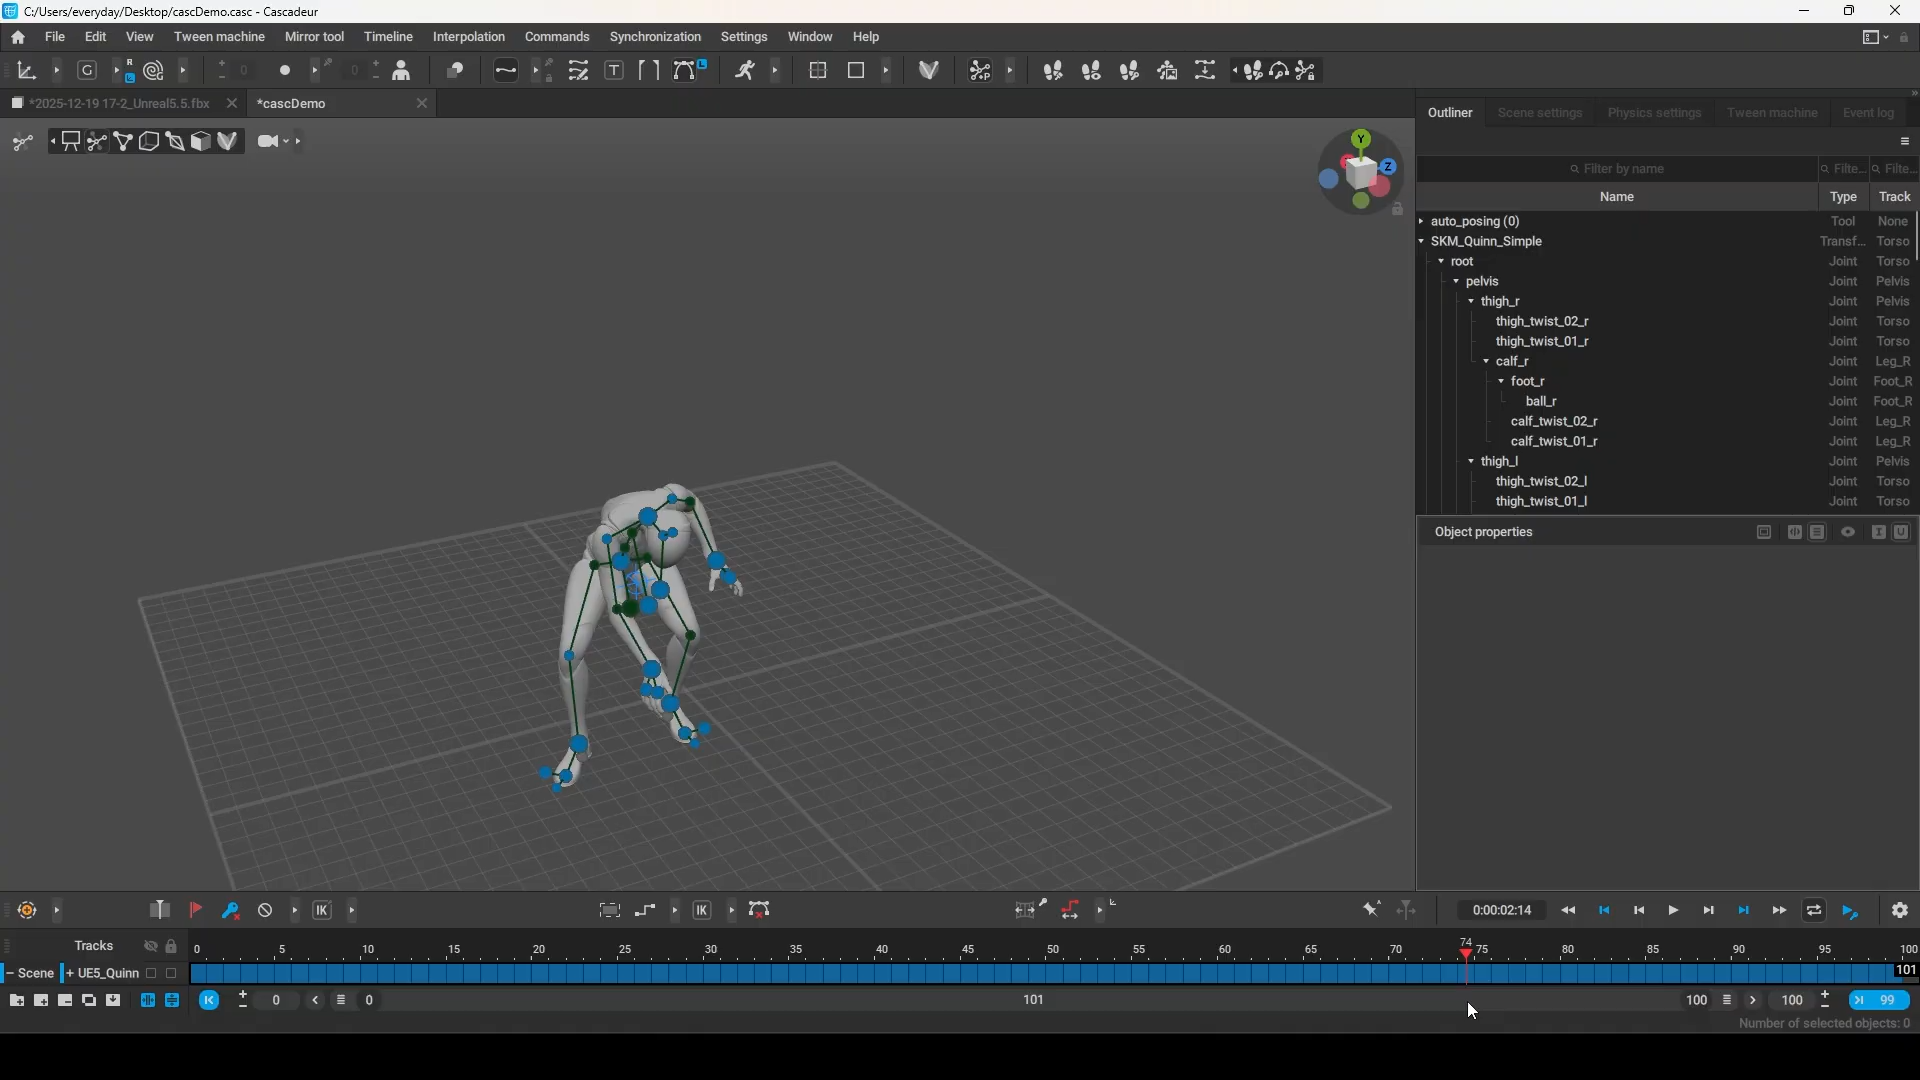 C:/Users/everyday/Desktop/cascDemo.casc - Cascadeur
File Edit View Tween machine Mirror tool Timeline Interpolation Commands Synchronization Settings Window Help
G R L 0 0 T L P
*2025-12-19 17-2_Unreal5.5.fbx *cascDemo
Outliner Scene settings Physics settings Tween machine Event log
Y
Z
Filter by name Filte... Filte...
Name Type Track
auto_posing (0) Tool None
SKM_Quinn_Simple Transf... Torso
root Joint Torso
pelvis Joint Pelvis
thigh_r Joint Pelvis
thigh_twist_02_r Joint Torso
thigh_twist_01_r Joint Torso
calf_r Joint Leg_R
foot_r Joint Foot_R
ball_r Joint Foot_R
calf_twist_02_r Joint Leg_R
calf_twist_01_r Joint Leg_R
thigh_l Joint Pelvis
thigh_twist_02_l Joint Torso
thigh_twist_01_l Joint Torso
Object properties
IK IK 0:00:02:14
Tracks 0 5 10 15 20 25 30 35 40 45 50 55 60 65 70 74 75 80 85 90 95 100
Scene + UE5_Quinn 101
0 0 101 100 100 99
Number of selected objects: 0